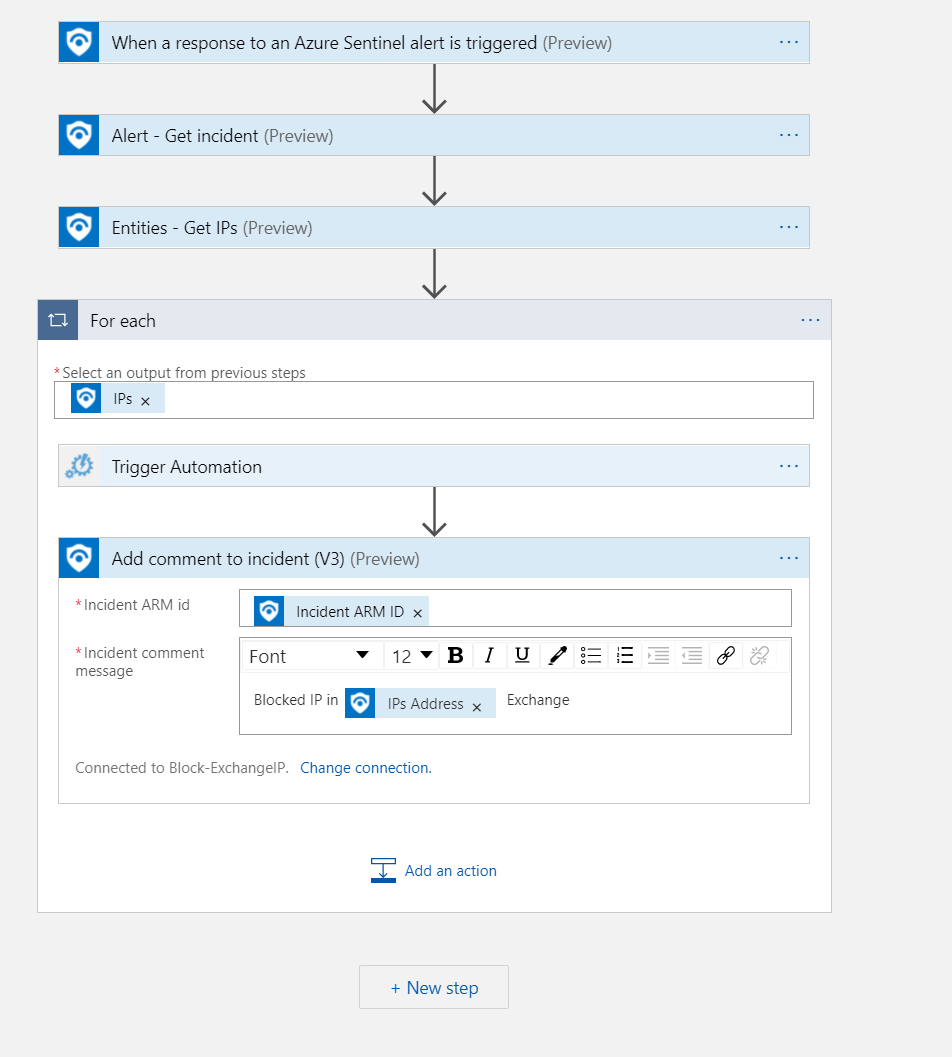 When a response to an Azure Sentinel alert is triggered (Preview)
Alert - Get incident (Preview)
Entities - Get IPs (Preview)
For each
*Select an output from previous steps
IPs ×
Trigger Automation
Add comment to incident (V3) (Preview)
*Incident ARM id
Incident ARM ID ×
*Incident comment
message
Font 12 B I U
Blocked IP in IPs Address × Exchange
Connected to Block-ExchangeIP. Change connection.
Add an action
+ New step